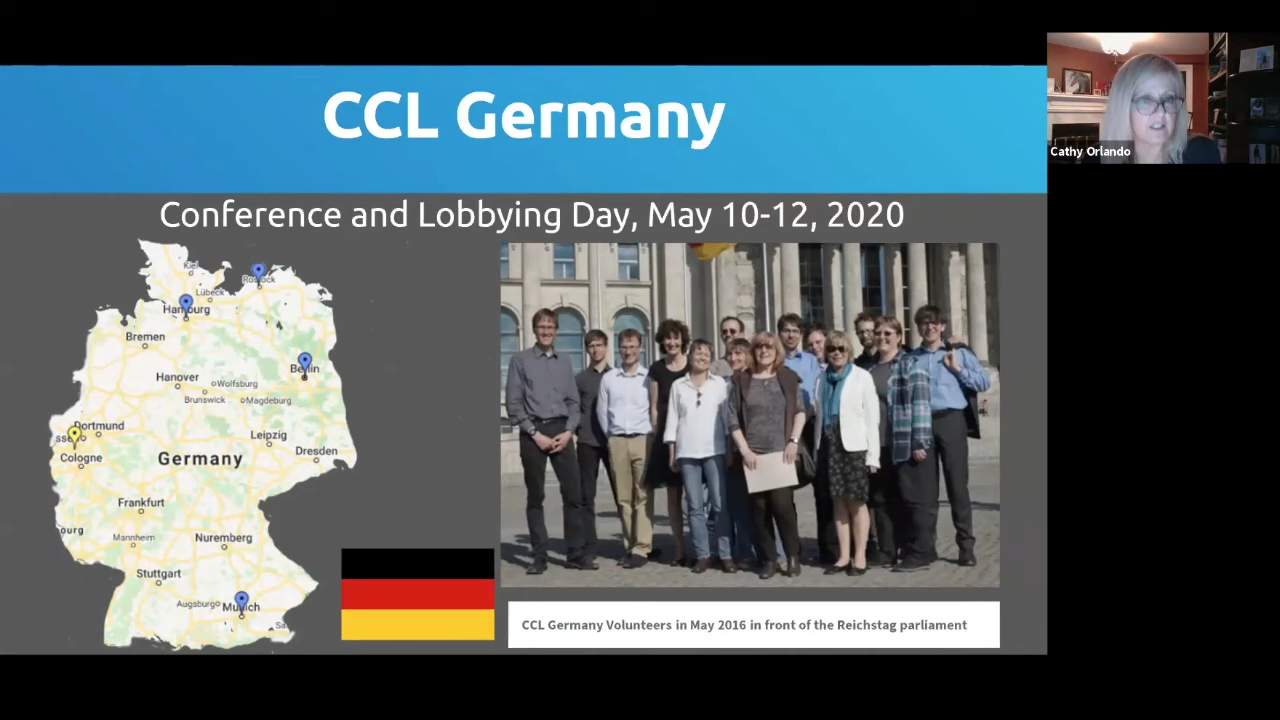 CCL Germany
Conference and Lobbying Day, May 10-12, 2020
Cathy Orlando
Kiel
Rostock
Lübeck
Hamburg
Bremen
Berlin
Hanover
Wolfsburg
Brunswick
Magdeburg
Dortmund
Leipzig
Cologne
Germany
Dresden
Frankfurt
ourg
Mannheim
Nuremberg
Stuttgart
Augsburg
Munich
CCL Germany Volunteers in May 2016 in front of the Reichstag parliament